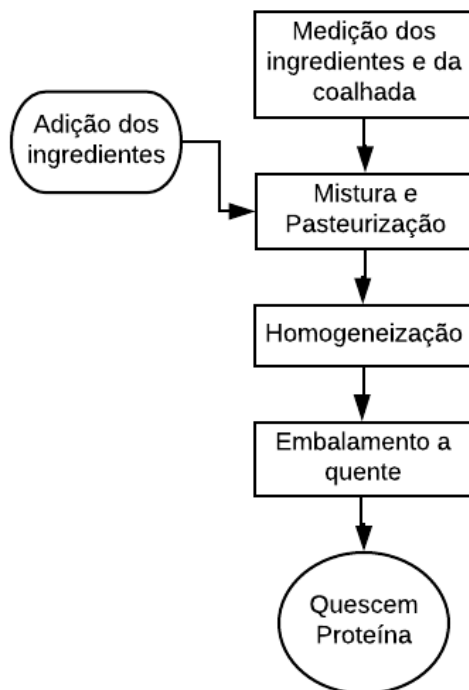 Medição dos
ingredientes e da
coalhada
Adição dos
ingredientes
Mistura e
Pasteurização
Homogeneização
Embalamento a
quente
Quescem
Proteína